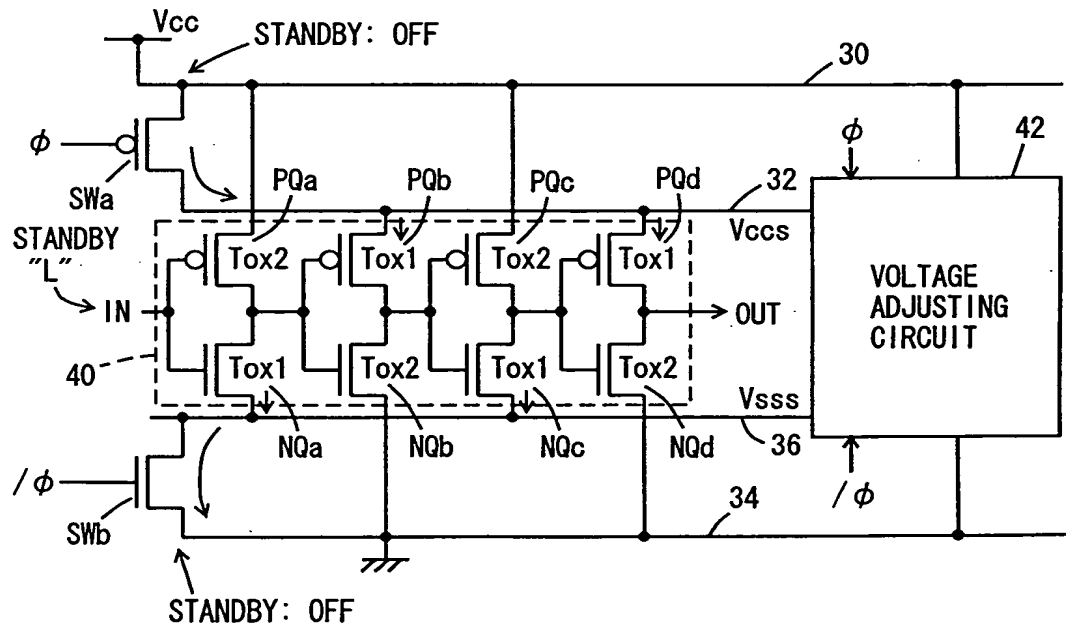 Vcc
STANDBY: OFF
30
φ
SWa
φ
42
PQa
PQb
PQc
PQd
32
Vccs
STANDBY
"L"
IN
Tox2
Tox1
Tox2
Tox1
OUT
VOLTAGE
ADJUSTING
CIRCUIT
40
Tox1
Tox2
Tox1
Tox2
Vsss
NQa
NQb
NQc
NQd
36
/φ
SWb
/φ
34
STANDBY: OFF